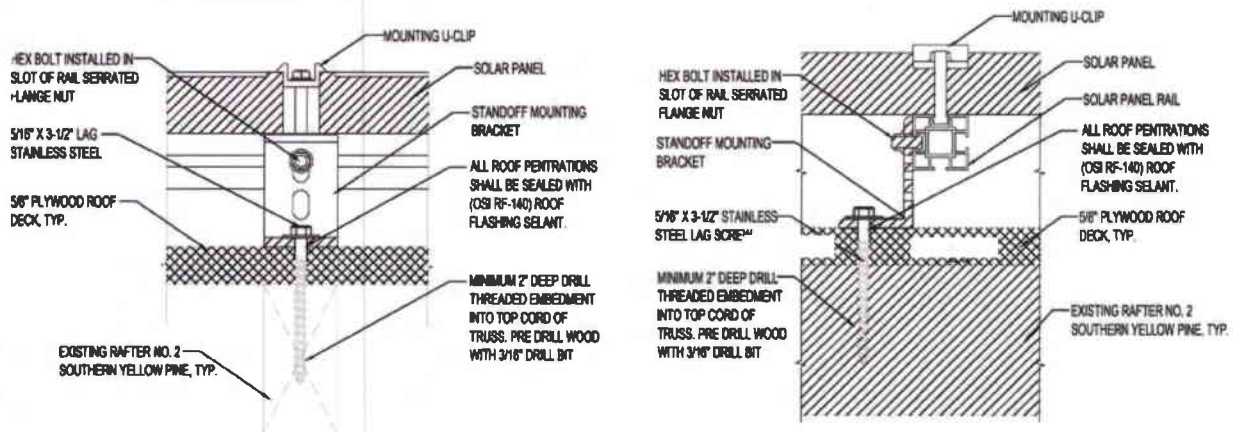 MOUNTING U-CLIP
HEX BOLT INSTALLED IN
SLOT OF RAIL SERRATED
FLANGE NUT
SOLAR PANEL
STANDOFF MOUNTING
BRACKET
5/16" X 3-1/2" LAG
STAINLESS STEEL
ALL ROOF PENTRATIONS
SHALL BE SEALED WITH
(OSI RF-140) ROOF
FLASHING SELANT.
5/8" PLYWOOD ROOF
DECK, TYP.
MINIMUM 2" DEEP DRILL
THREADED EMBEDMENT
INTO TOP CORD OF
TRUSS. PRE DRILL WOOD
WITH 3/16" DRILL BIT
EXISTING RAFTER NO. 2
SOUTHERN YELLOW PINE, TYP.
MOUNTING U-CLIP
HEX BOLT INSTALLED IN
SLOT OF RAIL SERRATED
FLANGE NUT
SOLAR PANEL
SOLAR PANEL RAIL
STANDOFF MOUNTING
BRACKET
ALL ROOF PENTRATIONS
SHALL BE SEALED WITH
(OSI RF-140) ROOF
FLASHING SELANT.
5/16" X 3-1/2" STAINLESS
STEEL LAG
5/8" PLYWOOD ROOF
DECK, TYP.
MINIMUM 2" DEEP DRILL
THREADED EMBEDMENT
INTO TOP CORD OF
TRUSS. PRE DRILL WOOD
WITH 3/16" DRILL BIT
EXISTING RAFTER NO. 2
SOUTHERN YELLOW PINE, TYP.